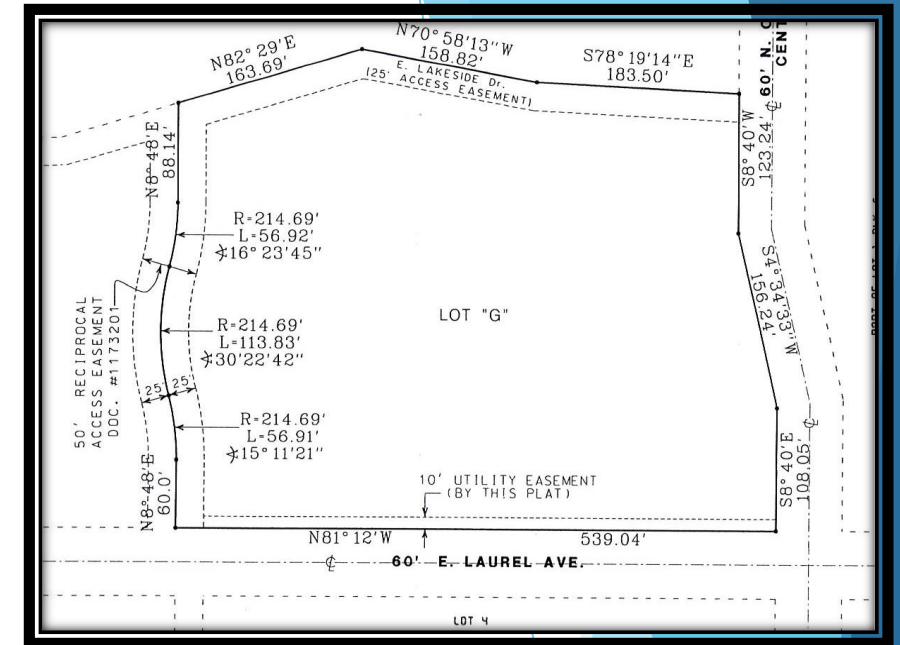 N82°29'E
163.69'
N70°58'13"W
158.82'
E. LAKESIDE Dr.
(25' ACCESS EASEMENT)
S78°19'14"E
183.50'
60' N. C
CENT
℄
N8°48'E
88.14'
S8°40'W
123.24'
R=214.69'
L=56.92'
∢16°23'45"
S4°34'33"W
156.24'
50' RECIPROCAL
ACCESS EASEMENT
DOC. #1173201
R=214.69'
L=113.83'
∢30'22'42"
LOT "G"
25'
25'
R=214.69'
L=56.91'
∢15°11'21"
℄
N8°48'E
60.0'
10' UTILITY EASEMENT
(BY THIS PLAT)
S8°40'E
108.05'
N81°12'W
539.04'
℄
60' E. LAUREL AVE.
LOT 4